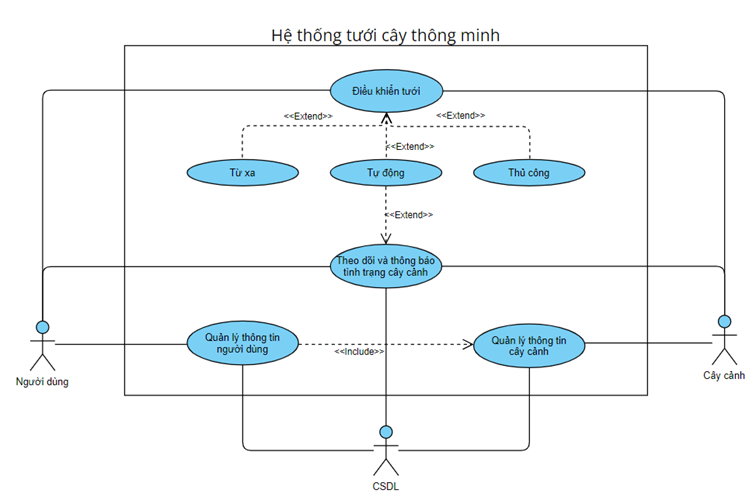 Hệ thống tưới cây thông minh
Điều khiển tưới
<<Extend>>
<<Extend>>
<<Extend>>
Từ xa
Tự động
Thủ công
<<Extend>>
Theo dõi và thông báo
tình trạng cây cảnh
Quản lý thông tin
người dùng
<<Include>>
Quản lý thông tin
cây cảnh
Người dùng
Cây cảnh
CSDL